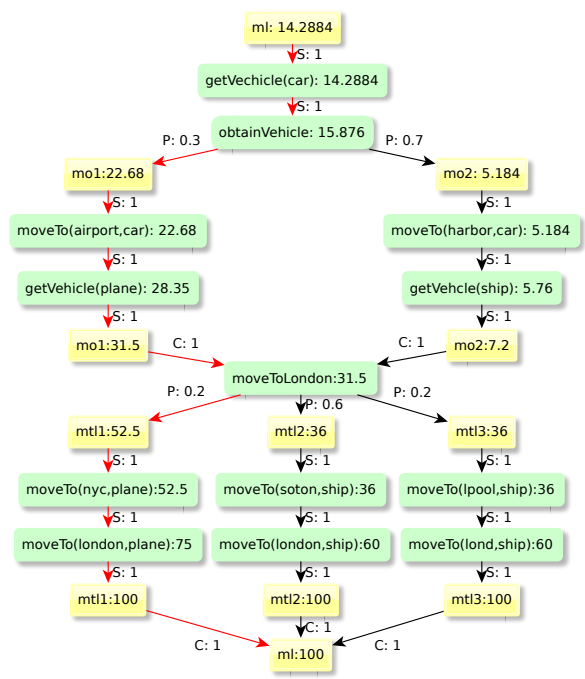 ml: 14.2884
S: 1
getVechicle(car): 14.2884
S: 1
obtainVehicle: 15.876
P: 0.3
P: 0.7
mo1:22.68
mo2: 5.184
S: 1
S: 1
moveTo(airport,car): 22.68
moveTo(harbor,car): 5.184
S: 1
S: 1
getVehicle(plane): 28.35
getVehcle(ship): 5.76
S: 1
S: 1
mo1:31.5
mo2:7.2
C: 1
C: 1
moveToLondon:31.5
P: 0.2
P: 0.6
P: 0.2
mtl1:52.5
mtl2:36
mtl3:36
S: 1
S: 1
S: 1
moveTo(nyc,plane):52.5
moveTo(soton,ship):36
moveTo(lpool,ship):36
S: 1
S: 1
S: 1
moveTo(london,plane):75
moveTo(london,ship):60
moveTo(lond,ship):60
S: 1
S: 1
S: 1
mtl1:100
mtl2:100
mtl3:100
C: 1
C: 1
C: 1
ml:100